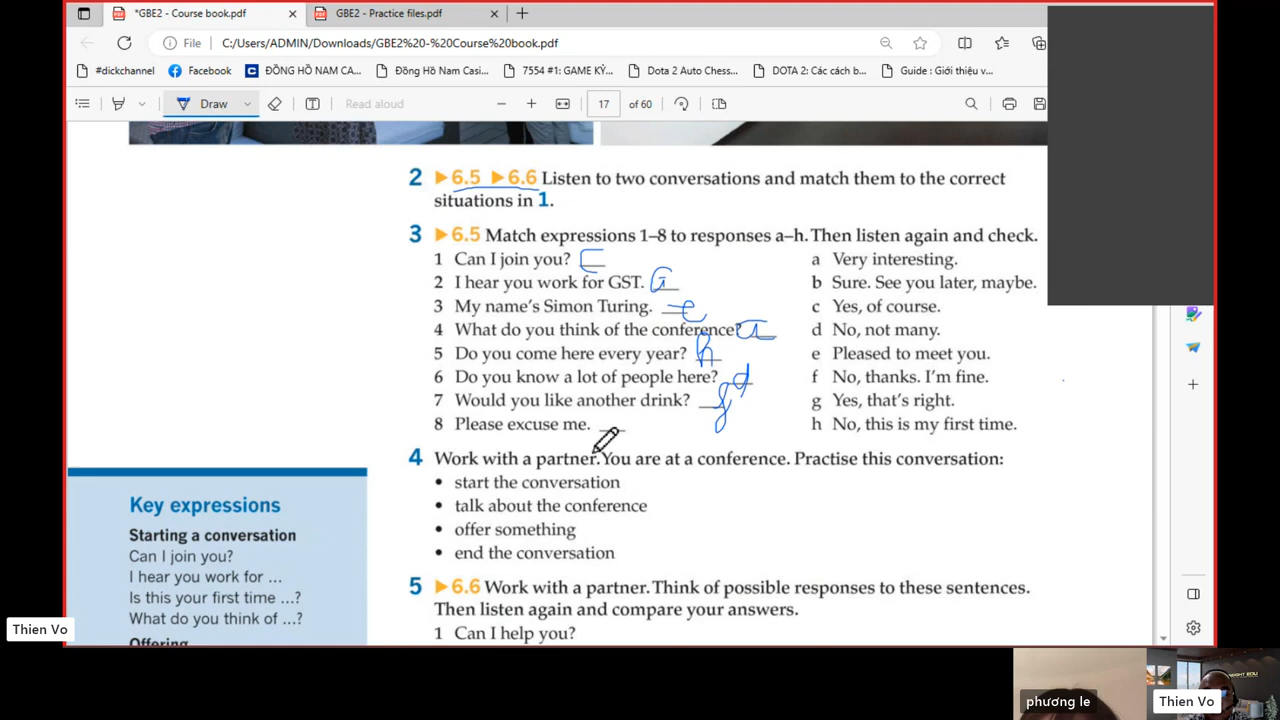 *GBE2 - Course book.pdf
GBE2 - Practice files.pdf
File C:/Users/ADMIN/Downloads/GBE2%20-%20Course%20book.pdf
#dickchannel Facebook ĐỒNG HỒ NAM CA... Đồng Hồ Nam Casi... 7554 #1: GAME KỲ... Dota 2 Auto Chess... DOTA 2: Các cách b... Guide : Giới thiệu v...
Draw Read aloud 17 of 60
2 6.5 6.6 Listen to two conversations and match them to the correct
situations in 1.
3 6.5 Match expressions 1–8 to responses a–h. Then listen again and check.
1 Can I join you? C
2 I hear you work for GST. G
3 My name's Simon Turing. e
4 What do you think of the conference? a
5 Do you come here every year? h
6 Do you know a lot of people here? d
7 Would you like another drink? f
8 Please excuse me.
a Very interesting.
b Sure. See you later, maybe.
c Yes, of course.
d No, not many.
e Pleased to meet you.
f No, thanks. I'm fine.
g Yes, that's right.
h No, this is my first time.
4 Work with a partner. You are at a conference. Practise this conversation:
• start the conversation
• talk about the conference
• offer something
• end the conversation
5 6.6 Work with a partner. Think of possible responses to these sentences.
Then listen again and compare your answers.
1 Can I help you?
Key expressions
Starting a conversation
Can I join you?
I hear you work for ...
Is this your first time ...?
What do you think of ...?
Offering
Thien Vo
phương le
Thien Vo